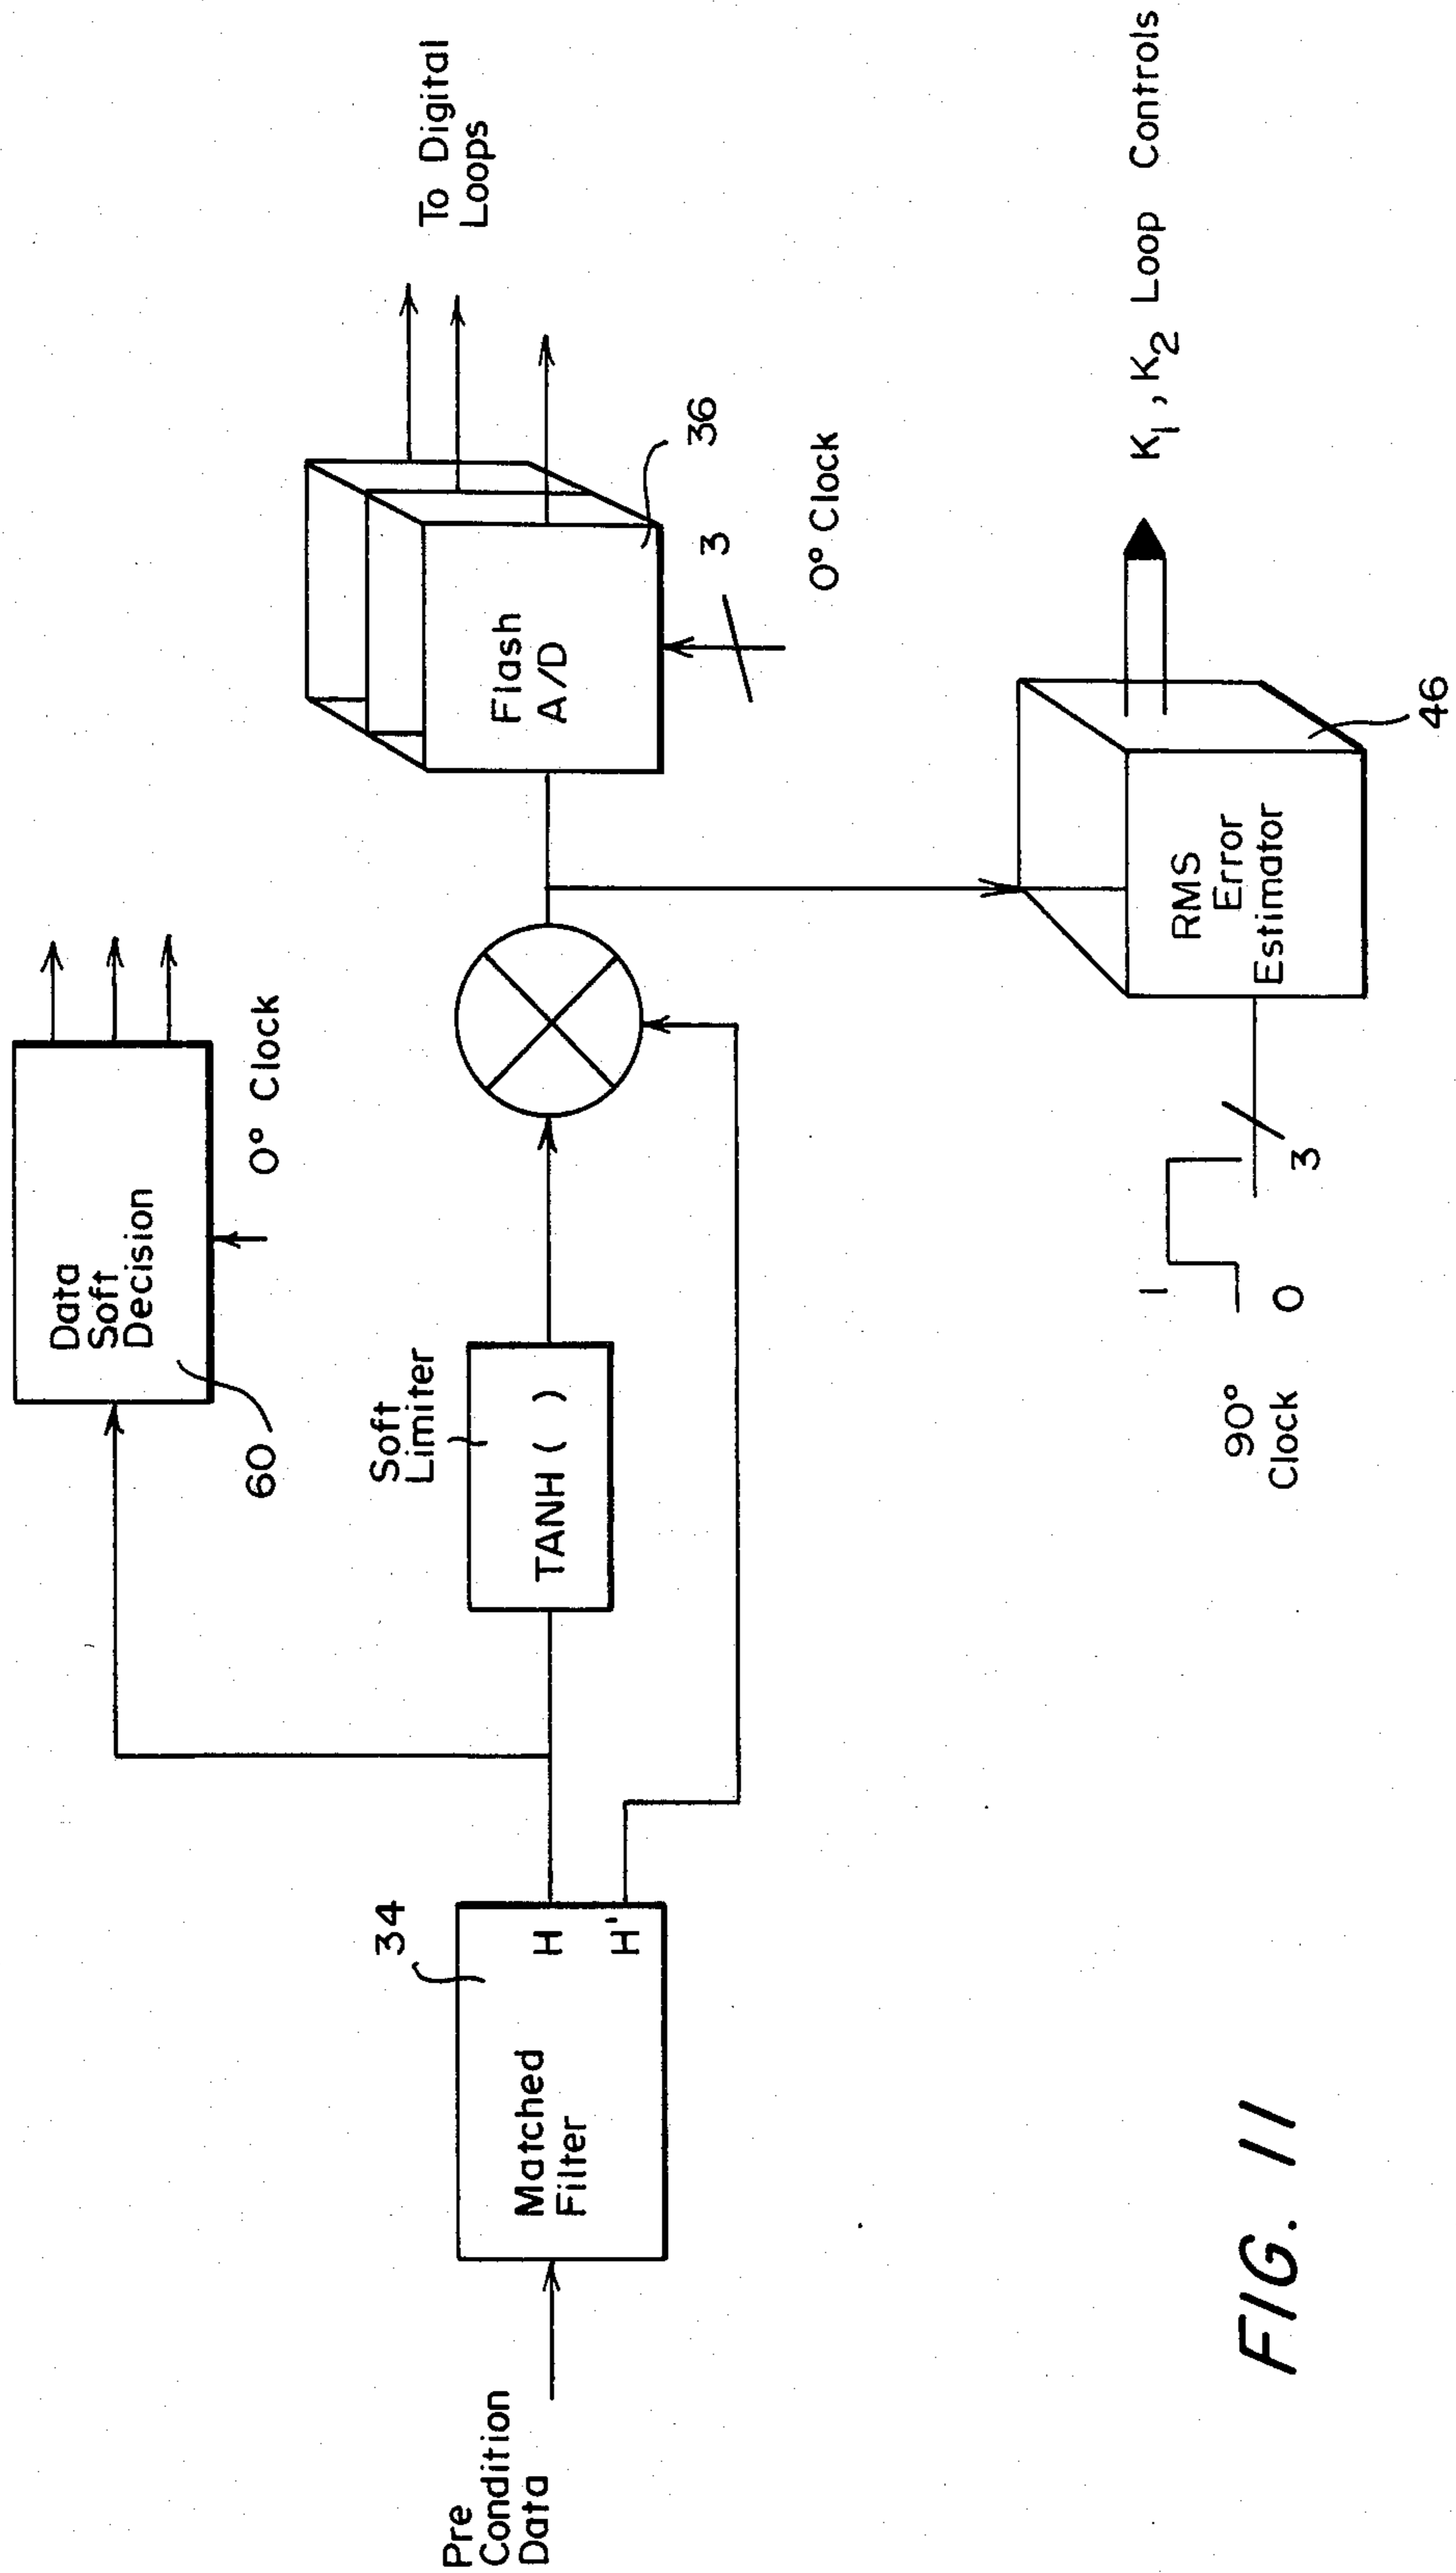 Pre
Condition
Data
Matched
Filter
H
H'
34
Soft
Limiter
TANH ( )
Data
Soft
Decision
60
0° Clock
Flash
A/D
36
3
0° Clock
To Digital
Loops
RMS
Error
Estimator
46
K1, K2 Loop Controls
90°
Clock
1
0
3
FIG. 11